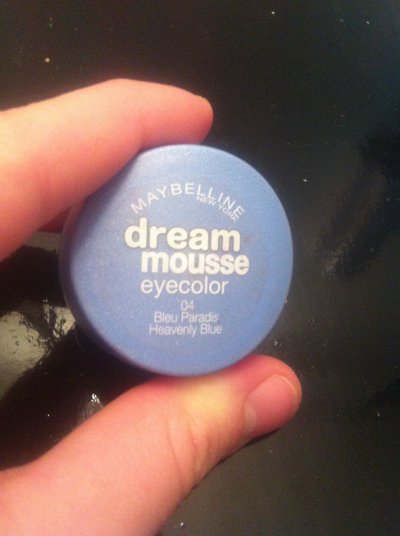 MAYBELLINE
NEW YORK
dream
mousse
eyecolor
04
Bleu Paradis
Heavenly Blue